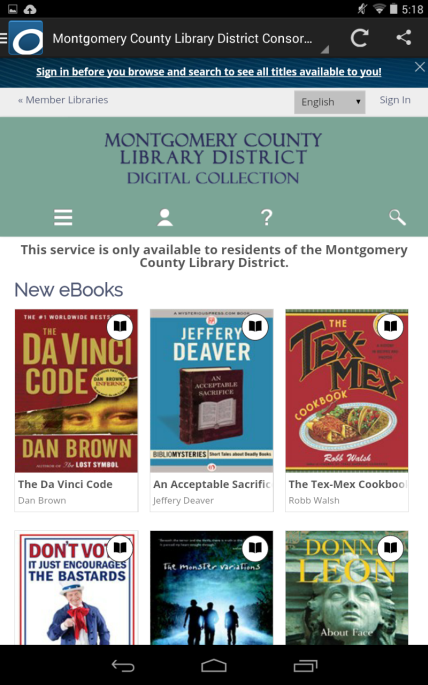 5:18
Montgomery County Library District Consor...
Sign in before you browse and search to see all titles available to you!
« Member Libraries
English
Sign In
MONTGOMERY COUNTY
LIBRARY DISTRICT
DIGITAL COLLECTION
?
This service is only available to residents of the Montgomery
County Library District.
New eBooks
THE #1 WORLDWIDE BESTS
THE
DA VINCI
CODE
DAN BROWN'S
INFERNO
DAN BROWN
AUTHOR OF The LOST SYMBOL
The Da Vinci Code
Dan Brown
A MYSTERIOUSPRESS.COM BOOK
JEFFERY
DEAVER
AN
ACCEPTABLE
SACRIFICE
BIBLIOMYSTERIES Short Tales about Deadly Books
An Acceptable Sacrific
Jeffery Deaver
THE
TEX-
MEX
COOKBOOK
Robb Walsh
The Tex-Mex Cookboo
Robb Walsh
DON'T VOT
IT JUST ENCOURAGES
THE BASTARDS
The Monster Variations
DONN
LEON
About Face